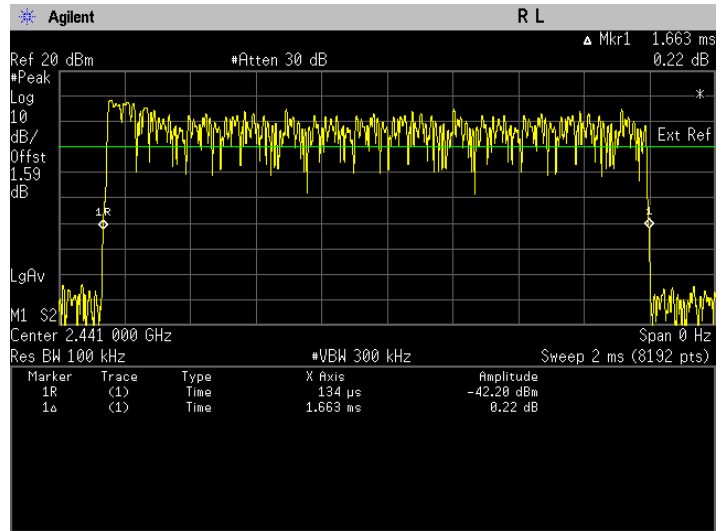 Agilent R L
Δ Mkr1 1.663 ms
Ref 20 dBm #Atten 30 dB 0.22 dB
#Peak
Log
10
dB/
Offst
1.59
dB
Ext Ref
1R 1
LgAv
M1 S2
Center 2.441 000 GHz Span 0 Hz
Res BW 100 kHz #VBW 300 kHz Sweep 2 ms (8192 pts)
Marker Trace Type X Axis Amplitude
1R (1) Time 134 µs -42.20 dBm
1Δ (1) Time 1.663 ms 0.22 dB